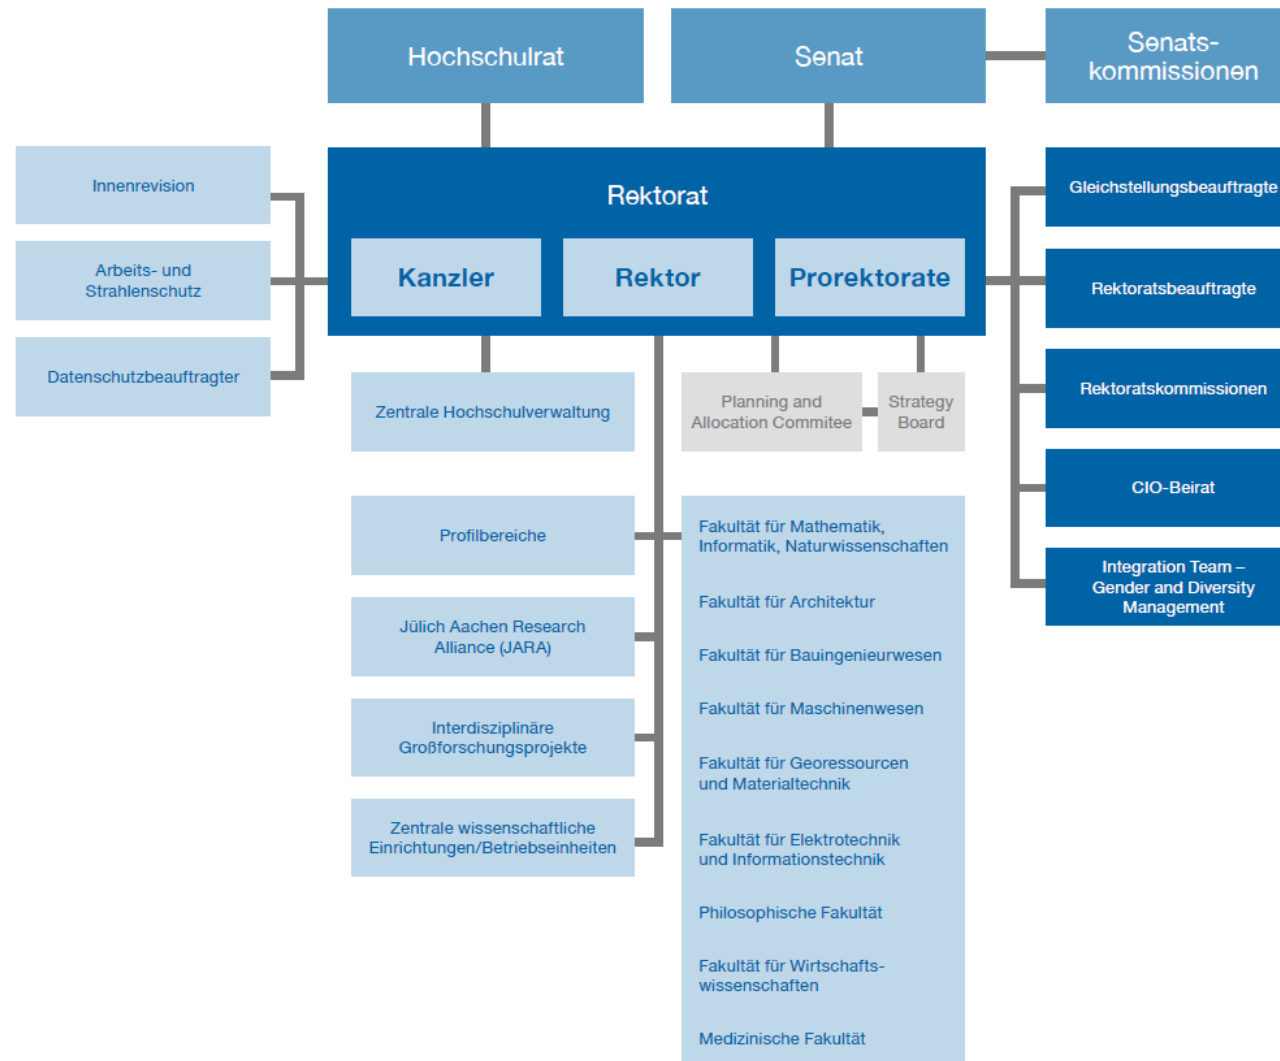 Hochschulrat
Senat
Senats-
kommissionen
Innenrevision
Arbeits- und
Strahlenschutz
Datenschutzbeauftragter
Rektorat
Kanzler
Rektor
Prorektorate
Gleichstellungsbeauftragte
Rektoratsbeauftragte
Rektoratskommissionen
CIO-Beirat
Integration Team –
Gender and Diversity
Management
Zentrale Hochschulverwaltung
Planning and
Allocation Commitee
Strategy
Board
Profilbereiche
Jülich Aachen Research
Alliance (JARA)
Interdisziplinäre
Großforschungsprojekte
Zentrale wissenschaftliche
Einrichtungen/Betriebseinheiten
Fakultät für Mathematik,
Informatik, Naturwissenschaften
Fakultät für Architektur
Fakultät für Bauingenieurwesen
Fakultät für Maschinenwesen
Fakultät für Georessourcen
und Materialtechnik
Fakultät für Elektrotechnik
und Informationstechnik
Philosophische Fakultät
Fakultät für Wirtschafts-
wissenschaften
Medizinische Fakultät